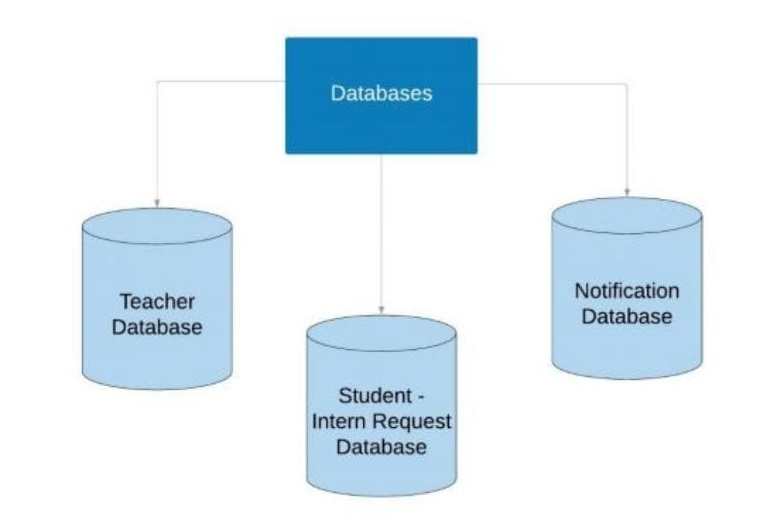 Databases
Teacher
Database
Student -
Intern Request
Database
Notification
Database